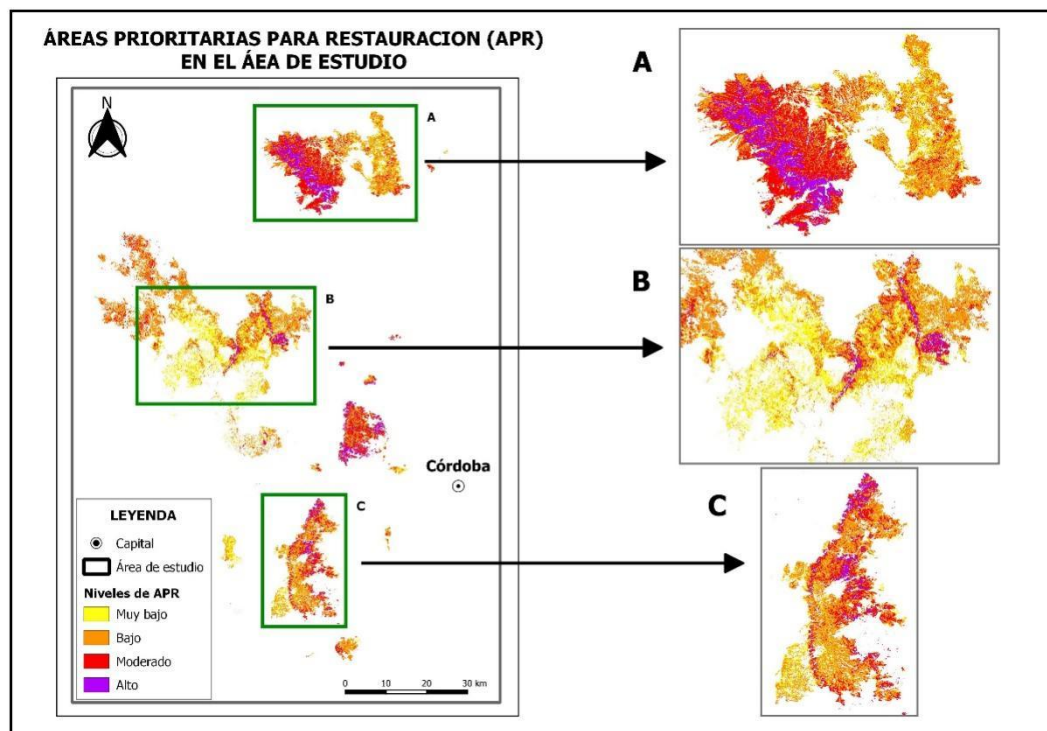 ÁREAS PRIORITARIAS PARA RESTAURACION (APR)
EN EL ÁEA DE ESTUDIO
N
A
B
Córdoba
C
LEYENDA
Capital
Área de estudio
Niveles de APR
Muy bajo
Bajo
Moderado
Alto
0 10 20 30 km
A
B
C